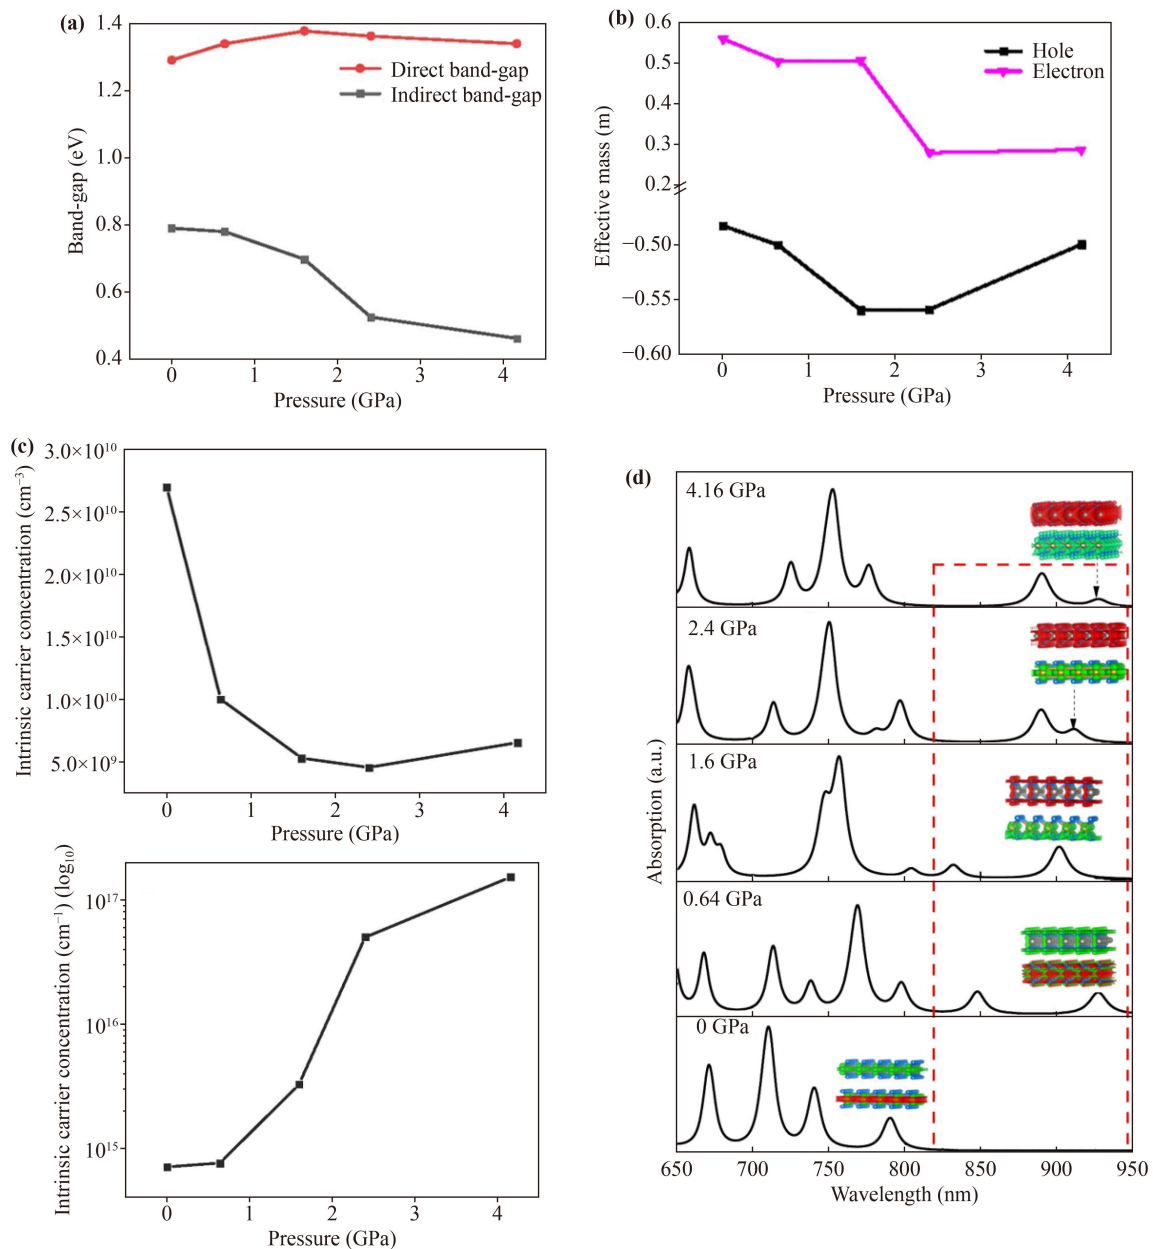 (a)
1.4
1.2
1.0
0.8
0.6
0.4
Band-gap (eV)
Direct band-gap
Indirect band-gap
0 1 2 3 4
Pressure (GPa)
(b)
0.6
0.5
0.4
0.3
0.2
−0.50
−0.55
−0.60
Effective mass (m)
Hole
Electron
0 1 2 3 4
Pressure (GPa)
(c)
3.0×10¹⁰
2.5×10¹⁰
2.0×10¹⁰
1.5×10¹⁰
1.0×10¹⁰
5.0×10⁹
Intrinsic carrier concentration (cm⁻³)
0 1 2 3 4
Pressure (GPa)
10¹⁷
10¹⁶
10¹⁵
Intrinsic carrier concentration (cm⁻¹) (log₁₀)
0 1 2 3 4
Pressure (GPa)
(d)
4.16 GPa
2.4 GPa
1.6 GPa
0.64 GPa
0 GPa
Absorption (a.u.)
650 700 750 800 850 900 950
Wavelength (nm)